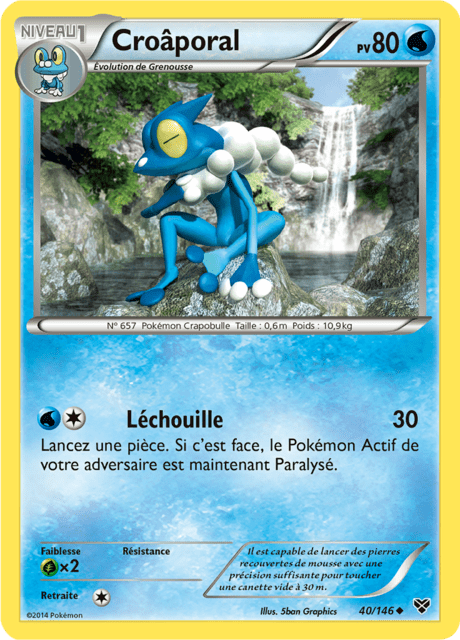 NIVEAU 1
Croâporal
PV 80
Évolution de Grenousse
N° 657 Pokémon Crapobulle Taille : 0,6m Poids : 10,9kg
Léchouille 30
Lancez une pièce. Si c'est face, le Pokémon Actif de
votre adversaire est maintenant Paralysé.
Faiblesse Résistance
×2
Retraite
Il est capable de lancer des pierres
recouvertes de mousse avec une
précision suffisante pour toucher
une canette vide à 30 m.
Illus. 5ban Graphics 40/146
©2014 Pokémon
XY